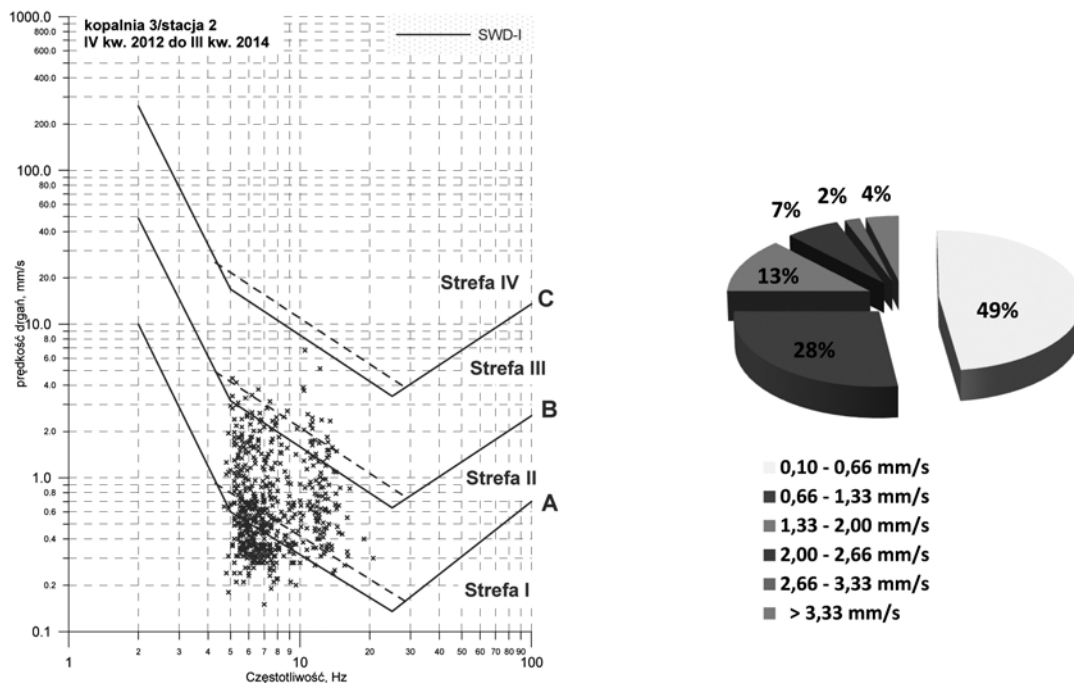 kopalnia 3/stacja 2
IV kw. 2012 do III kw. 2014
SWD-I
prędkość drgań, mm/s
1000.0
800.0
600.0
400.0
200.0
100.0
80.0
60.0
40.0
20.0
10.0
8.0
6.0
4.0
2.0
1.0
0.8
0.6
0.4
0.2
0.1
Strefa IV
C
Strefa III
B
Strefa II
A
Strefa I
1 2 3 4 5 6 7 8 9 10 20 30 40 50 60 70 80 90 100
Częstotliwość, Hz
7% 2% 4%
13%
49%
28%
0,10 - 0,66 mm/s
0,66 - 1,33 mm/s
1,33 - 2,00 mm/s
2,00 - 2,66 mm/s
2,66 - 3,33 mm/s
> 3,33 mm/s